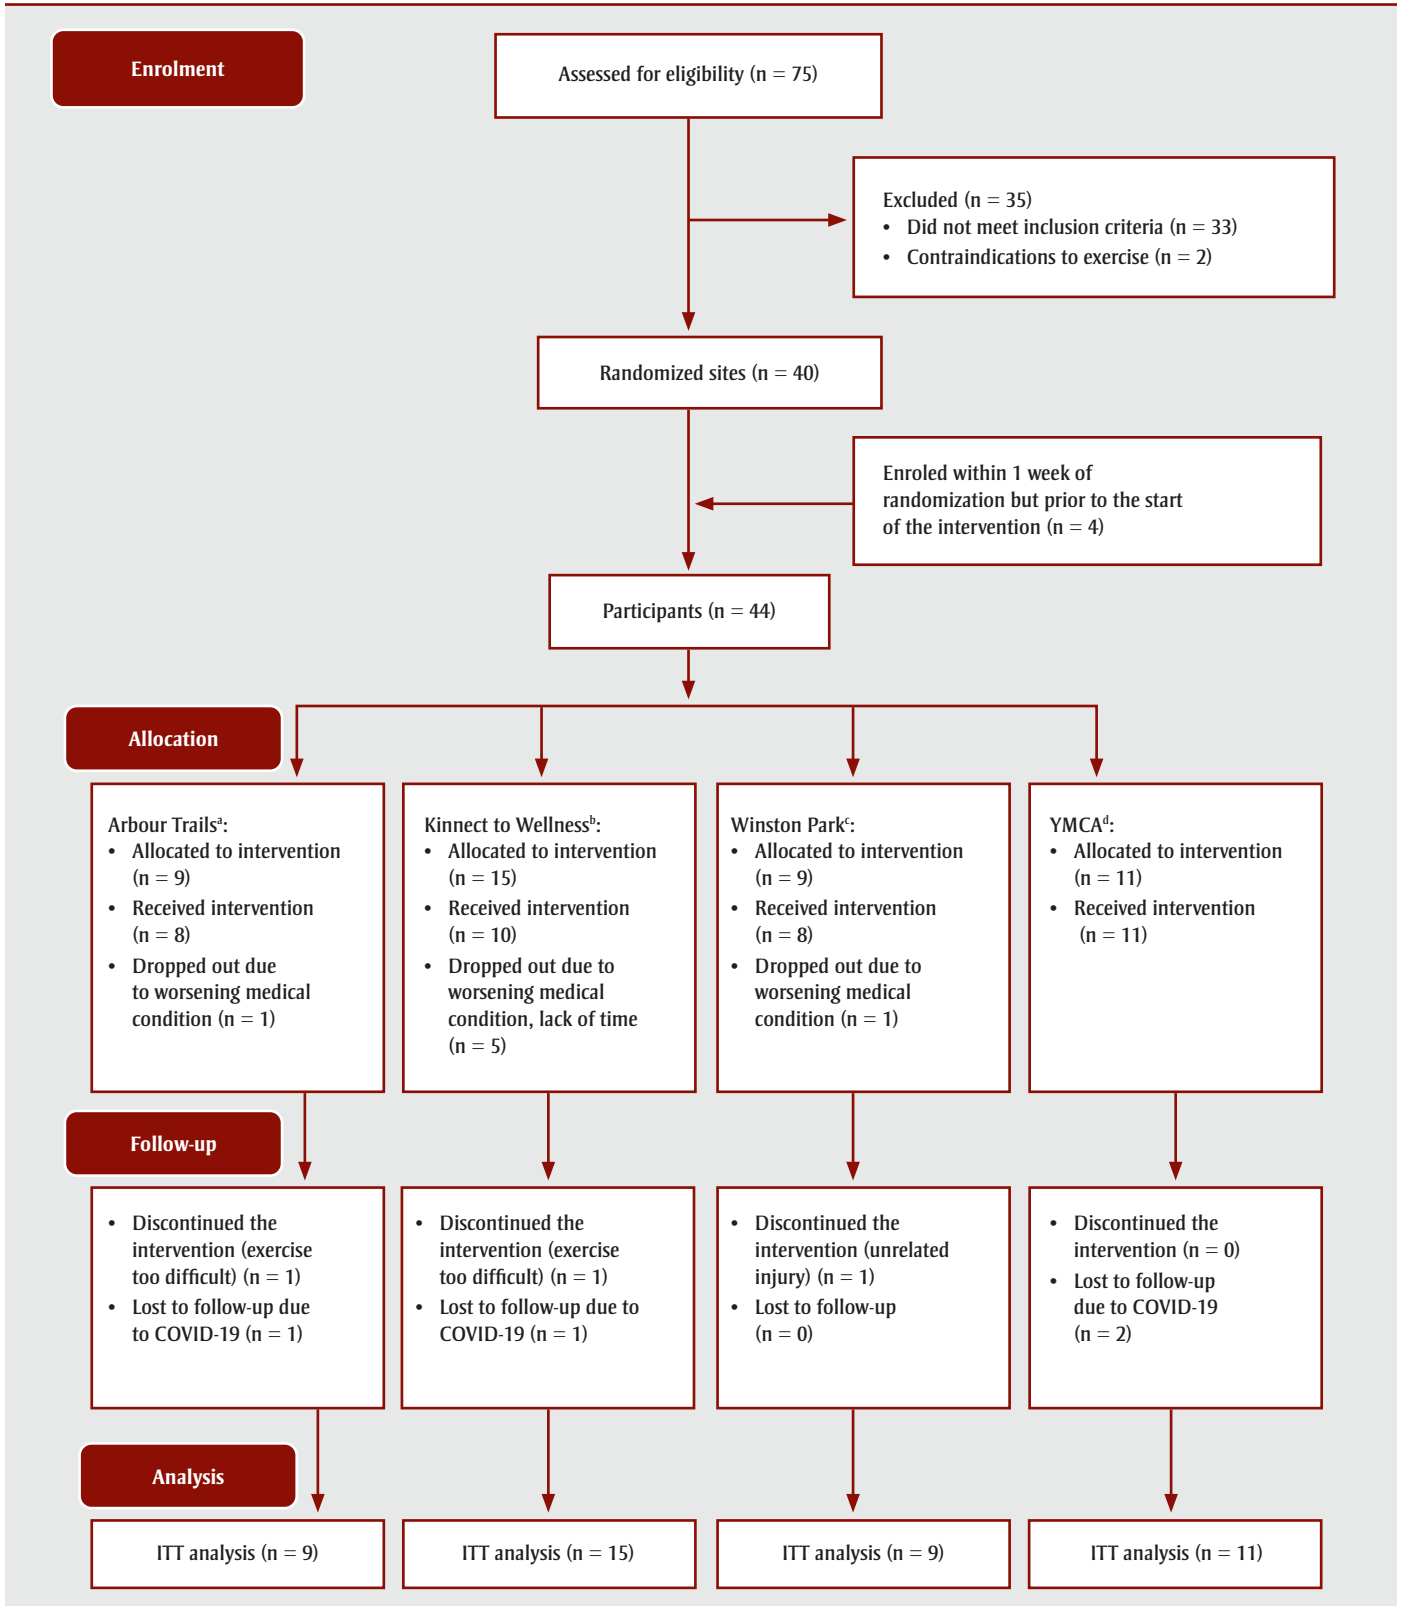 Enrolment
Assessed for eligibility (n = 75)
Excluded (n = 35)
• Did not meet inclusion criteria (n = 33)
• Contraindications to exercise (n = 2)
Randomized sites (n = 40)
Enroled within 1 week of
randomization but prior to the start
of the intervention (n = 4)
Participants (n = 44)
Allocation
Arbour Trailsᵃ:
• Allocated to intervention
(n = 9)
• Received intervention
(n = 8)
• Dropped out due
to worsening medical
condition (n = 1)
Kinnect to Wellnessᵇ:
• Allocated to intervention
(n = 15)
• Received intervention
(n = 10)
• Dropped out due to
worsening medical
condition, lack of time
(n = 5)
Winston Parkᶜ:
• Allocated to intervention
(n = 9)
• Received intervention
(n = 8)
• Dropped out due to
worsening medical
condition (n = 1)
YMCAᵈ:
• Allocated to intervention
(n = 11)
• Received intervention
(n = 11)
Follow-up
• Discontinued the
intervention (exercise
too difficult) (n = 1)
• Lost to follow-up due
to COVID-19 (n = 1)
• Discontinued the
intervention (exercise
too difficult) (n = 1)
• Lost to follow-up due to
COVID-19 (n = 1)
• Discontinued the
intervention (unrelated
injury) (n = 1)
• Lost to follow-up
(n = 0)
• Discontinued the
intervention (n = 0)
• Lost to follow-up
due to COVID-19
(n = 2)
Analysis
ITT analysis (n = 9)
ITT analysis (n = 15)
ITT analysis (n = 9)
ITT analysis (n = 11)